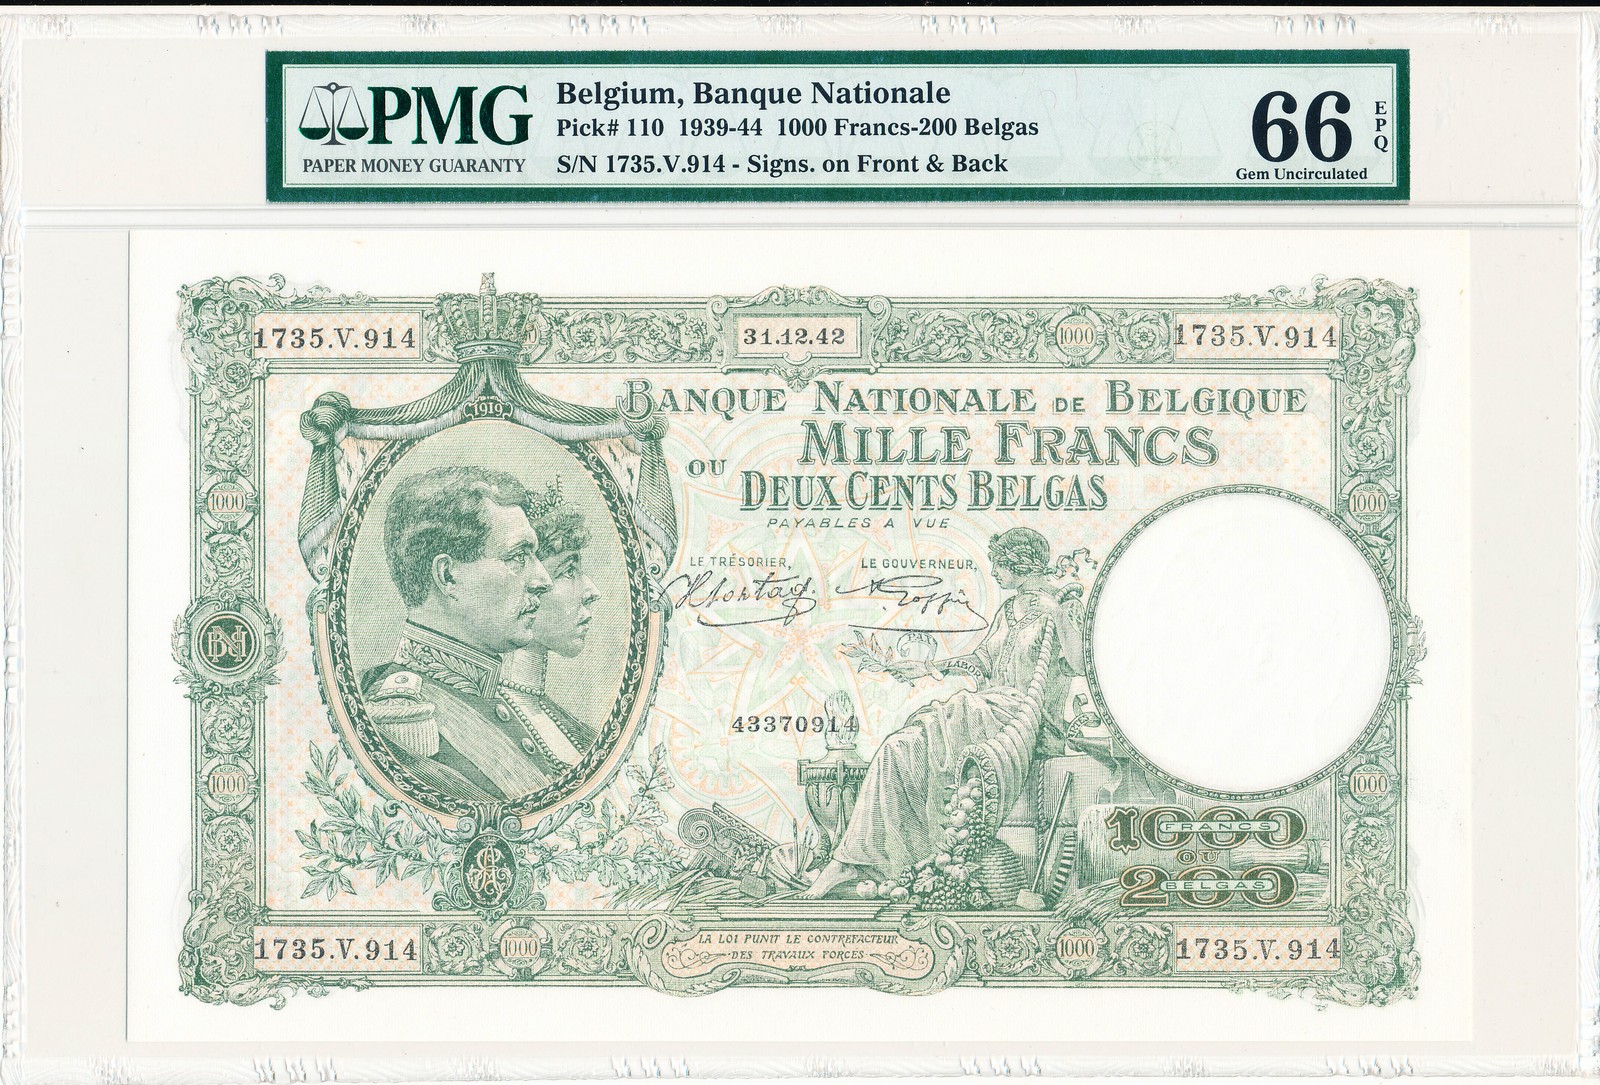 PMG
PAPER MONEY GUARANTY
Belgium, Banque Nationale
Pick# 110 1939-44 1000 Francs-200 Belgas
S/N 1735.V.914 - Signs. on Front & Back
66
EPQ
Gem Uncirculated
1735.V.914
31.12.42
1000
1735.V.914
1919
BANQUE NATIONALE DE BELGIQUE
MILLE FRANCS
OU
DEUX CENTS BELGAS
PAYABLES A VUE
1000
1000
LE TRÉSORIER,
LE GOUVERNEUR,
PAX
LABOR
43370914
1000
1000
1000
FRANCS
OU
200
BELGAS
1735.V.914
1000
LA LOI PUNIT LE CONTREFACTEUR
DES TRAVAUX FORCES
1000
1735.V.914